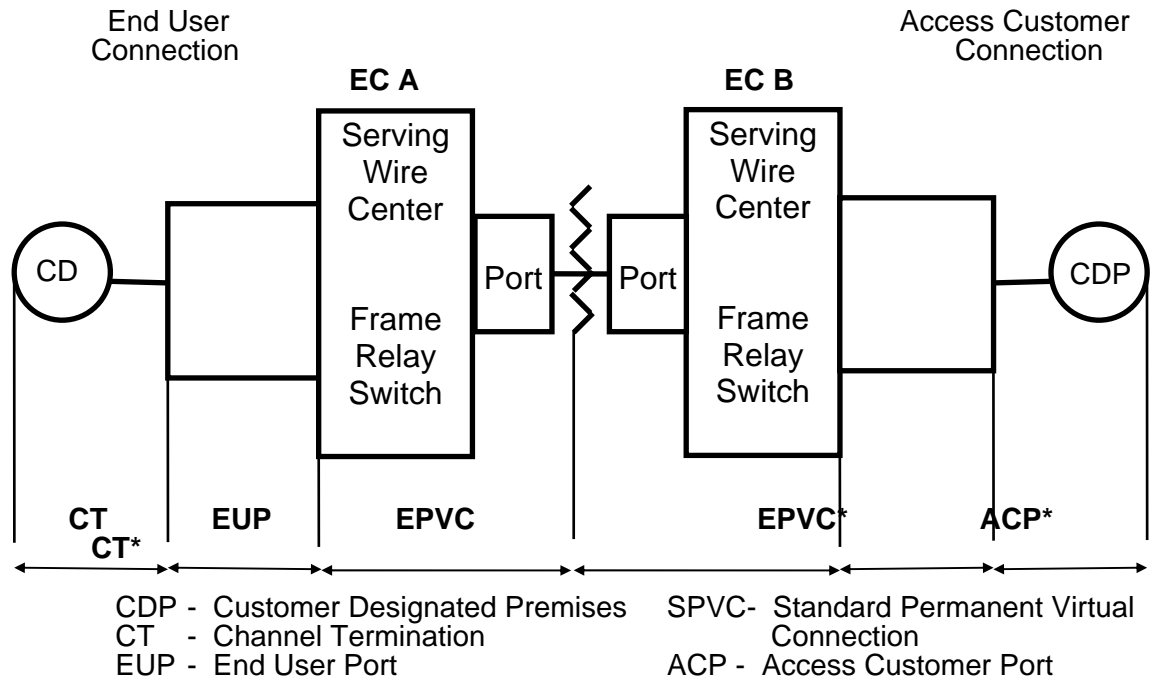 End User
Connection
Access Customer
Connection
EC A
EC B
Serving
Wire
Center
Frame
Relay
Switch
Port
Port
Serving
Wire
Center
Frame
Relay
Switch
CD
CDP
CT
CT*
EUP
EPVC
EPVC*
ACP*
CDP - Customer Designated Premises
CT - Channel Termination
EUP - End User Port
SPVC- Standard Permanent Virtual
Connection
ACP - Access Customer Port